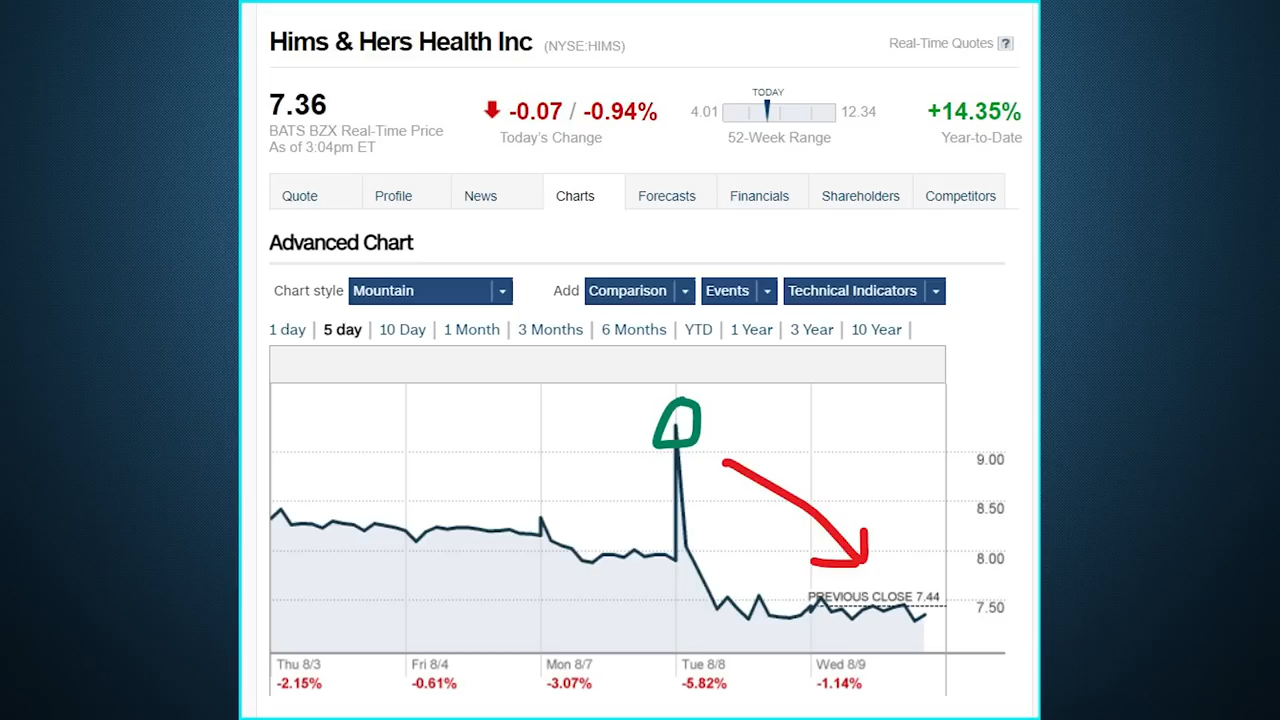 Hims & Hers Health Inc (NYSE:HIMS) Real-Time Quotes ?
7.36
BATS BZX Real-Time Price
As of 3:04pm ET
-0.07 / -0.94%
Today's Change
TODAY
4.01 12.34
52-Week Range
+14.35%
Year-to-Date
Quote Profile News Charts Forecasts Financials Shareholders Competitors
Advanced Chart
Chart style Mountain Add Comparison Events Technical Indicators
1 day | 5 day | 10 Day | 1 Month | 3 Months | 6 Months | YTD | 1 Year | 3 Year | 10 Year |
9.00
8.50
8.00
PREVIOUS CLOSE 7.44
7.50
Thu 8/3 Fri 8/4 Mon 8/7 Tue 8/8 Wed 8/9
-2.15% -0.61% -3.07% -5.82% -1.14%